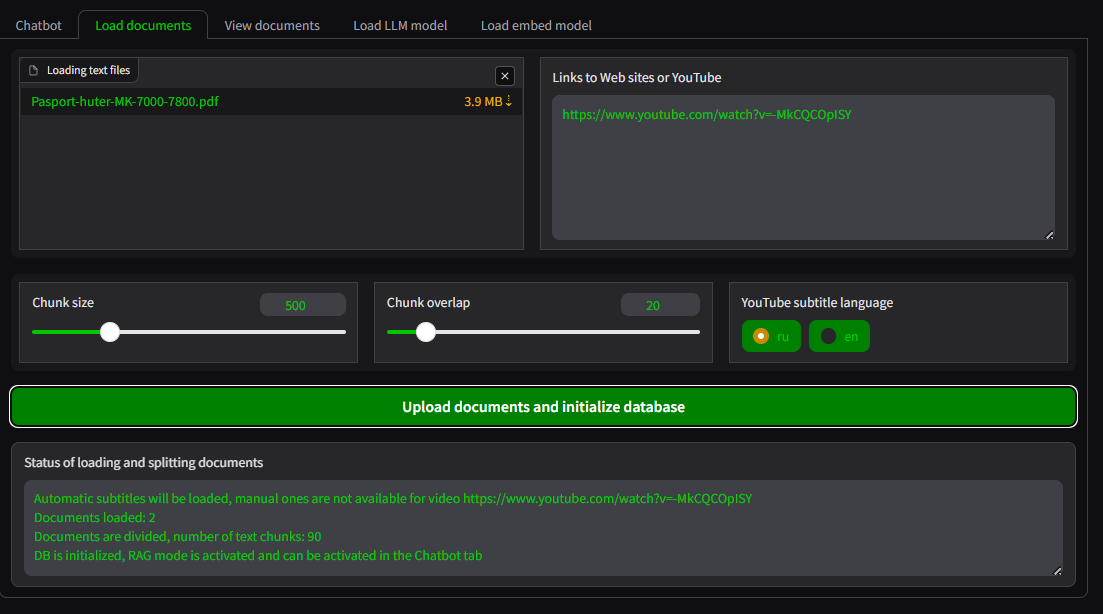 Chatbot
Load documents
View documents
Load LLM model
Load embed model
Loading text files
Pasport-huter-MK-7000-7800.pdf
3.9 MB ⇣
Links to Web sites or YouTube
https://www.youtube.com/watch?v=-MkCQCOpISY
Chunk size
500
Chunk overlap
20
YouTube subtitle language
ru
en
Upload documents and initialize database
Status of loading and splitting documents
Automatic subtitles will be loaded, manual ones are not available for video https://www.youtube.com/watch?v=-MkCQCOpISY
Documents loaded: 2
Documents are divided, number of text chunks: 90
DB is initialized, RAG mode is activated and can be activated in the Chatbot tab